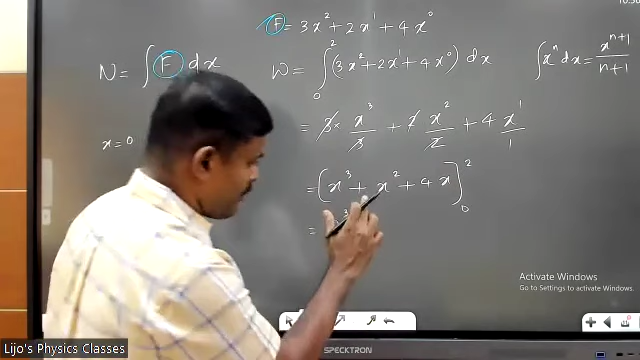 F = 3x² + 2x¹ + 4x⁰
N = ∫ F dx
W = ∫₀² (3x² + 2x¹ + 4x⁰) dx
∫xⁿ dx = xⁿ⁺¹/n+1
= 3 × x³/3 + 2 x²/2 + 4 x¹/1
x = 0
= [x³ + x² + 4x]₀²
=
Activate Windows
Go to Settings to activate Windows.
Lijo's Physics Classes
SPECKTRON